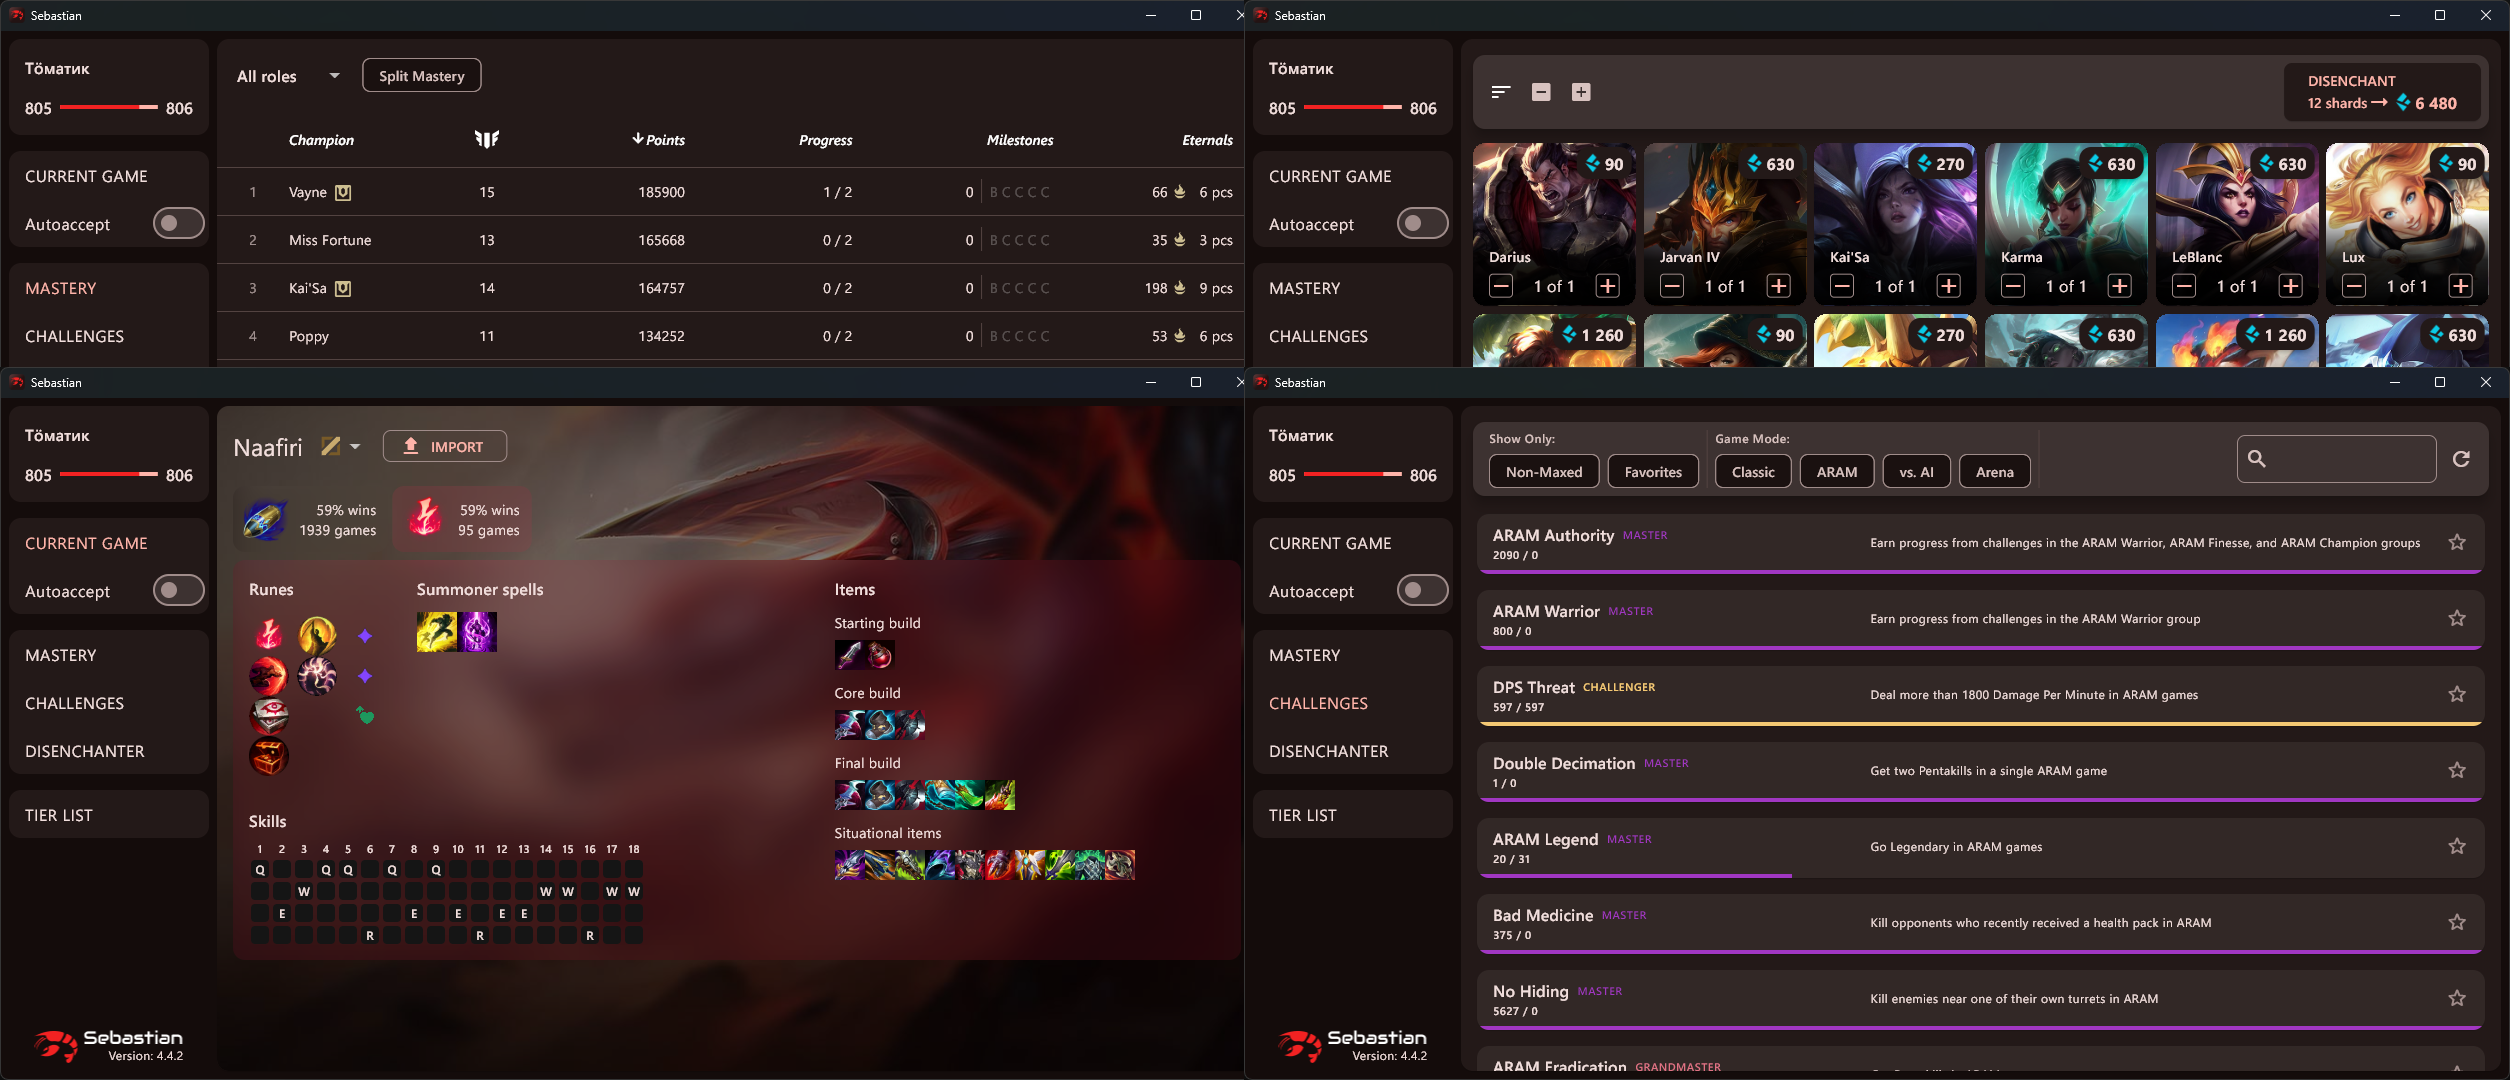 Sebastian
Тӧматик
805 806
CURRENT GAME
Autoaccept
MASTERY
CHALLENGES
All roles Split Mastery
Champion Points Progress Milestones Eternals
1 Vayne 15 185900 1 / 2 0 B C C C C 66 6 pcs
2 Miss Fortune 13 165668 0 / 2 0 B C C C C 35 3 pcs
3 Kai'Sa 14 164757 0 / 2 0 B C C C C 198 9 pcs
4 Poppy 11 134252 0 / 2 0 B C C C C 53 6 pcs
Sebastian
Тӧматик
805 806
CURRENT GAME
Autoaccept
MASTERY
CHALLENGES
DISENCHANT
12 shards 6 480
90 630 270 630 630 90
Darius Jarvan IV Kai'Sa Karma LeBlanc Lux
1 of 1 1 of 1 1 of 1 1 of 1 1 of 1 1 of 1
1 260 90 270 630 1 260 630
Sebastian
Тӧматик
805 806
CURRENT GAME
Autoaccept
MASTERY
CHALLENGES
DISENCHANTER
TIER LIST
Sebastian
Version: 4.4.2
Naafiri IMPORT
59% wins 59% wins
1939 games 95 games
Runes Summoner spells Items
Starting build
Core build
Final build
Situational items
Skills
1 2 3 4 5 6 7 8 9 10 11 12 13 14 15 16 17 18
Q Q Q Q Q
W W W W W
E E E E E
R R R
Sebastian
Тӧматик
805 806
CURRENT GAME
Autoaccept
MASTERY
CHALLENGES
DISENCHANTER
TIER LIST
Sebastian
Version: 4.4.2
Show Only: Game Mode:
Non-Maxed Favorites Classic ARAM vs. AI Arena
ARAM Authority MASTER
2090 / 0
Earn progress from challenges in the ARAM Warrior, ARAM Finesse, and ARAM Champion groups
ARAM Warrior MASTER
800 / 0
Earn progress from challenges in the ARAM Warrior group
DPS Threat CHALLENGER
597 / 597
Deal more than 1800 Damage Per Minute in ARAM games
Double Decimation MASTER
1 / 0
Get two Pentakills in a single ARAM game
ARAM Legend MASTER
20 / 31
Go Legendary in ARAM games
Bad Medicine MASTER
375 / 0
Kill opponents who recently received a health pack in ARAM
No Hiding MASTER
5627 / 0
Kill enemies near one of their own turrets in ARAM
ARAM Eradication GRANDMASTER